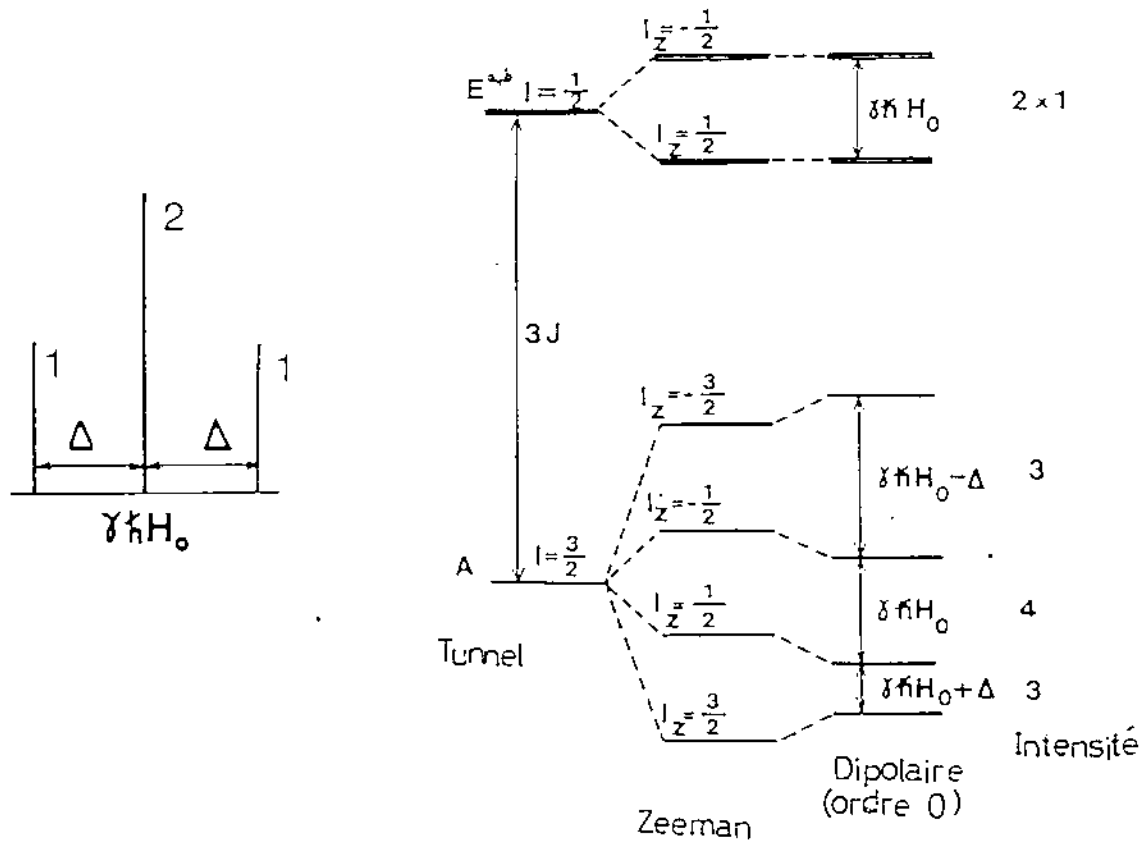 2
1
1
Δ
Δ
γℏH₀
I_z = -1/2
E^{a,b} I = 1/2
I_z = 1/2
γℏH₀
2 × 1
3J
I_z = -3/2
γℏH₀-Δ
3
I_z = -1/2
A
I = 3/2
I_z = 1/2
γℏH₀
4
γℏH₀+Δ
3
I_z = 3/2
Tunnel
Zeeman
Dipolaire
(ordre 0)
Intensité